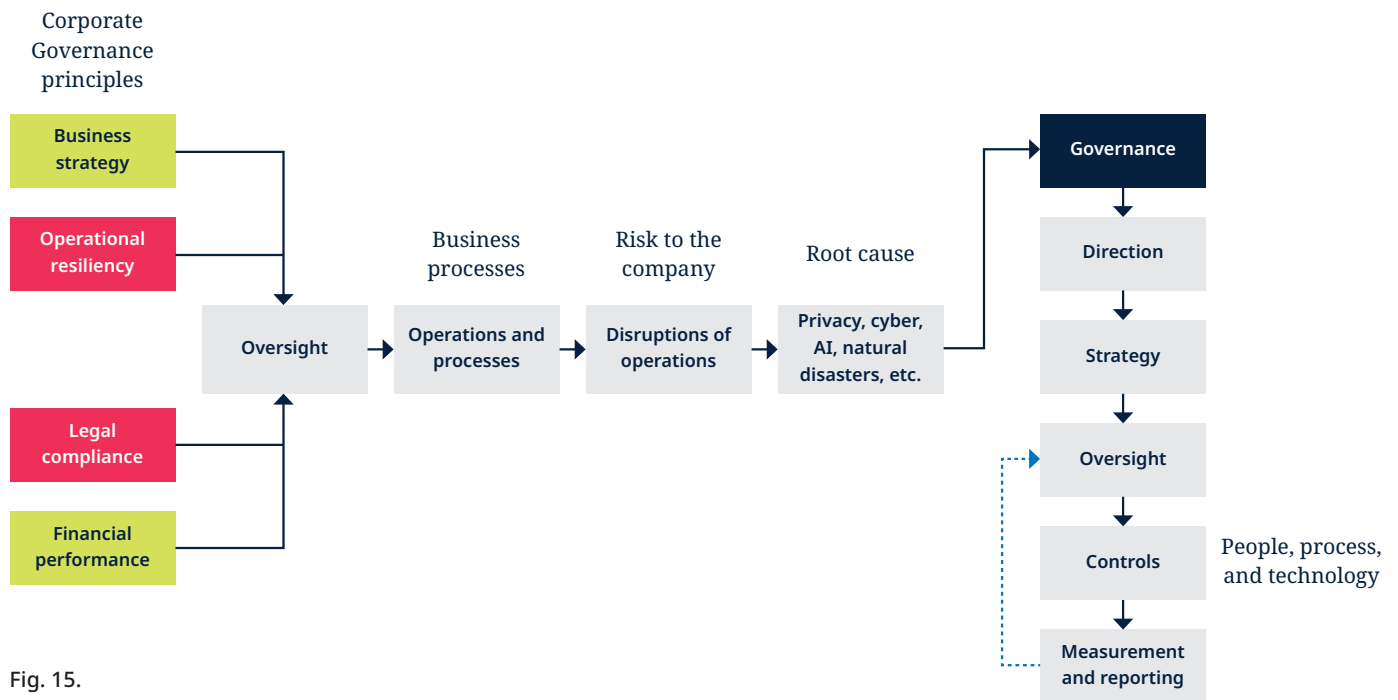 Corporate
Governance
principles
Business
strategy
Operational
resiliency
Legal
compliance
Financial
performance
Oversight
Business
processes
Operations and
processes
Risk to the
company
Disruptions of
operations
Root cause
Privacy, cyber,
AI, natural
disasters, etc.
Governance
Direction
Strategy
Oversight
Controls
People, process,
and technology
Measurement
and reporting
Fig. 15.